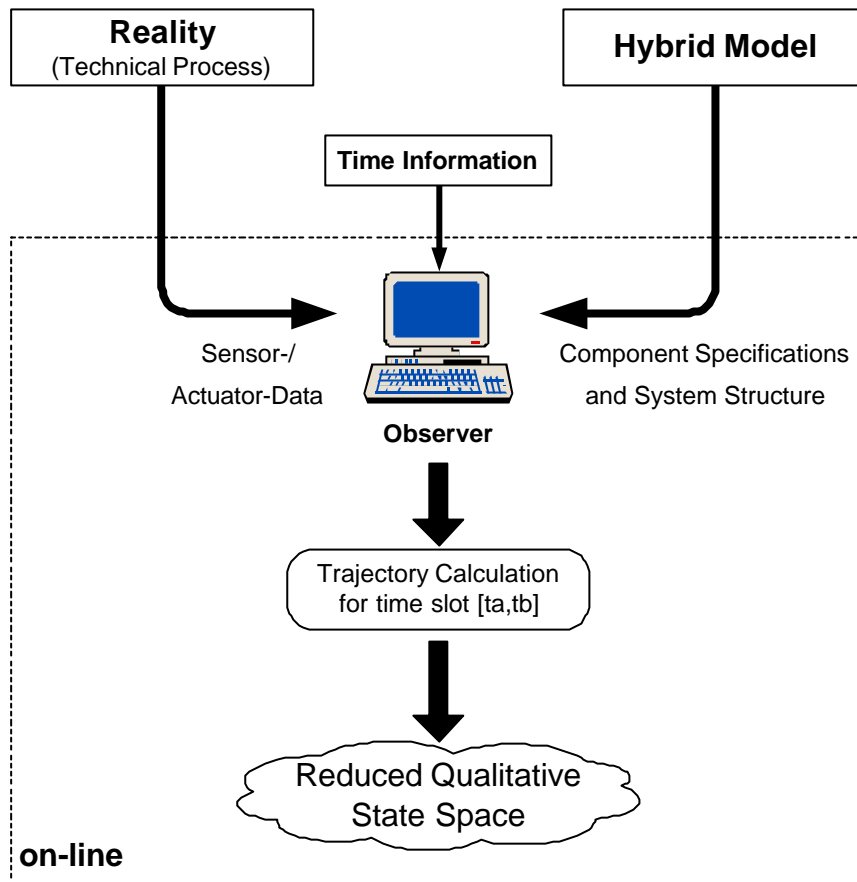 Reality
(Technical Process)
Hybrid Model
Time Information
Sensor-/
Actuator-Data
Component Specifications
and System Structure
Observer
Trajectory Calculation
for time slot [ta,tb]
Reduced Qualitative
State Space
on-line